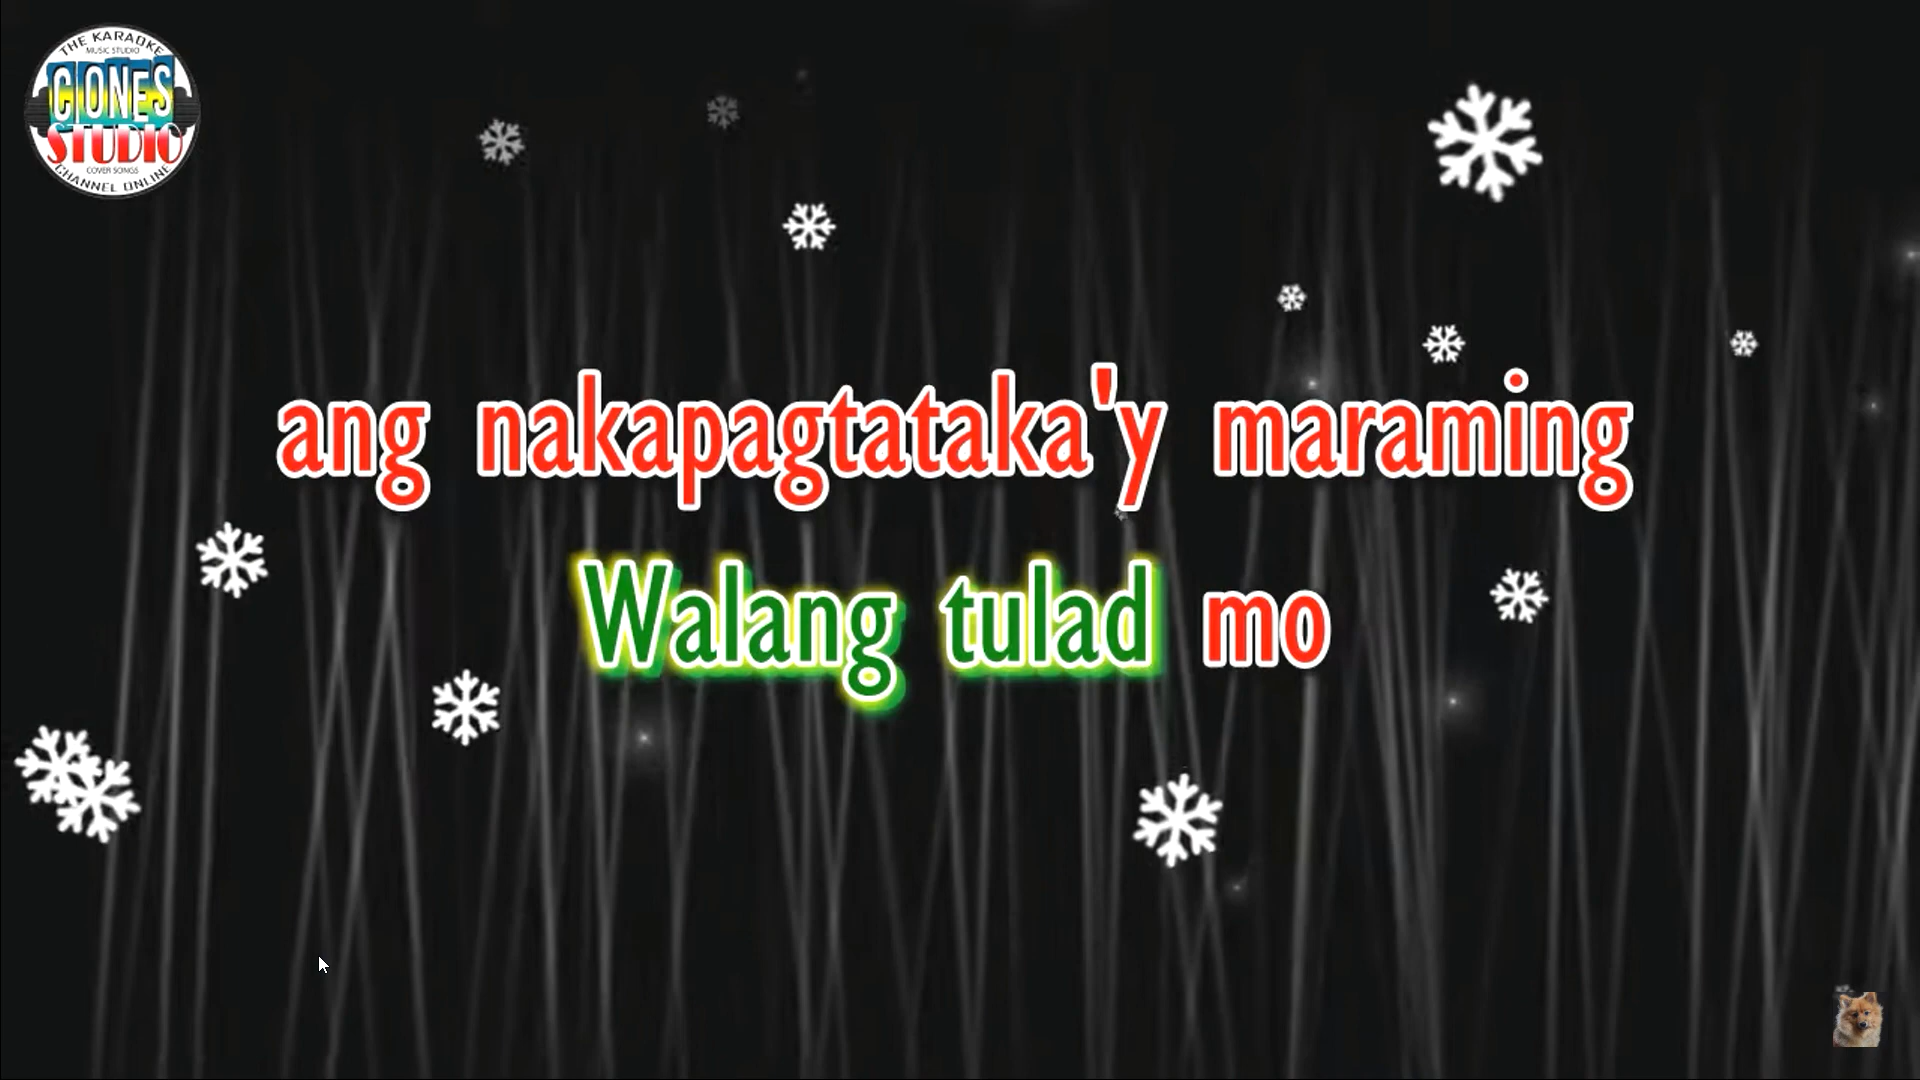 THE KARAOKE
MUSIC STUDIO
CIONES
STUDIO
COVER SONGS
CHANNEL ONLINE
ang nakapagtataka'y maraming
Walang tulad mo